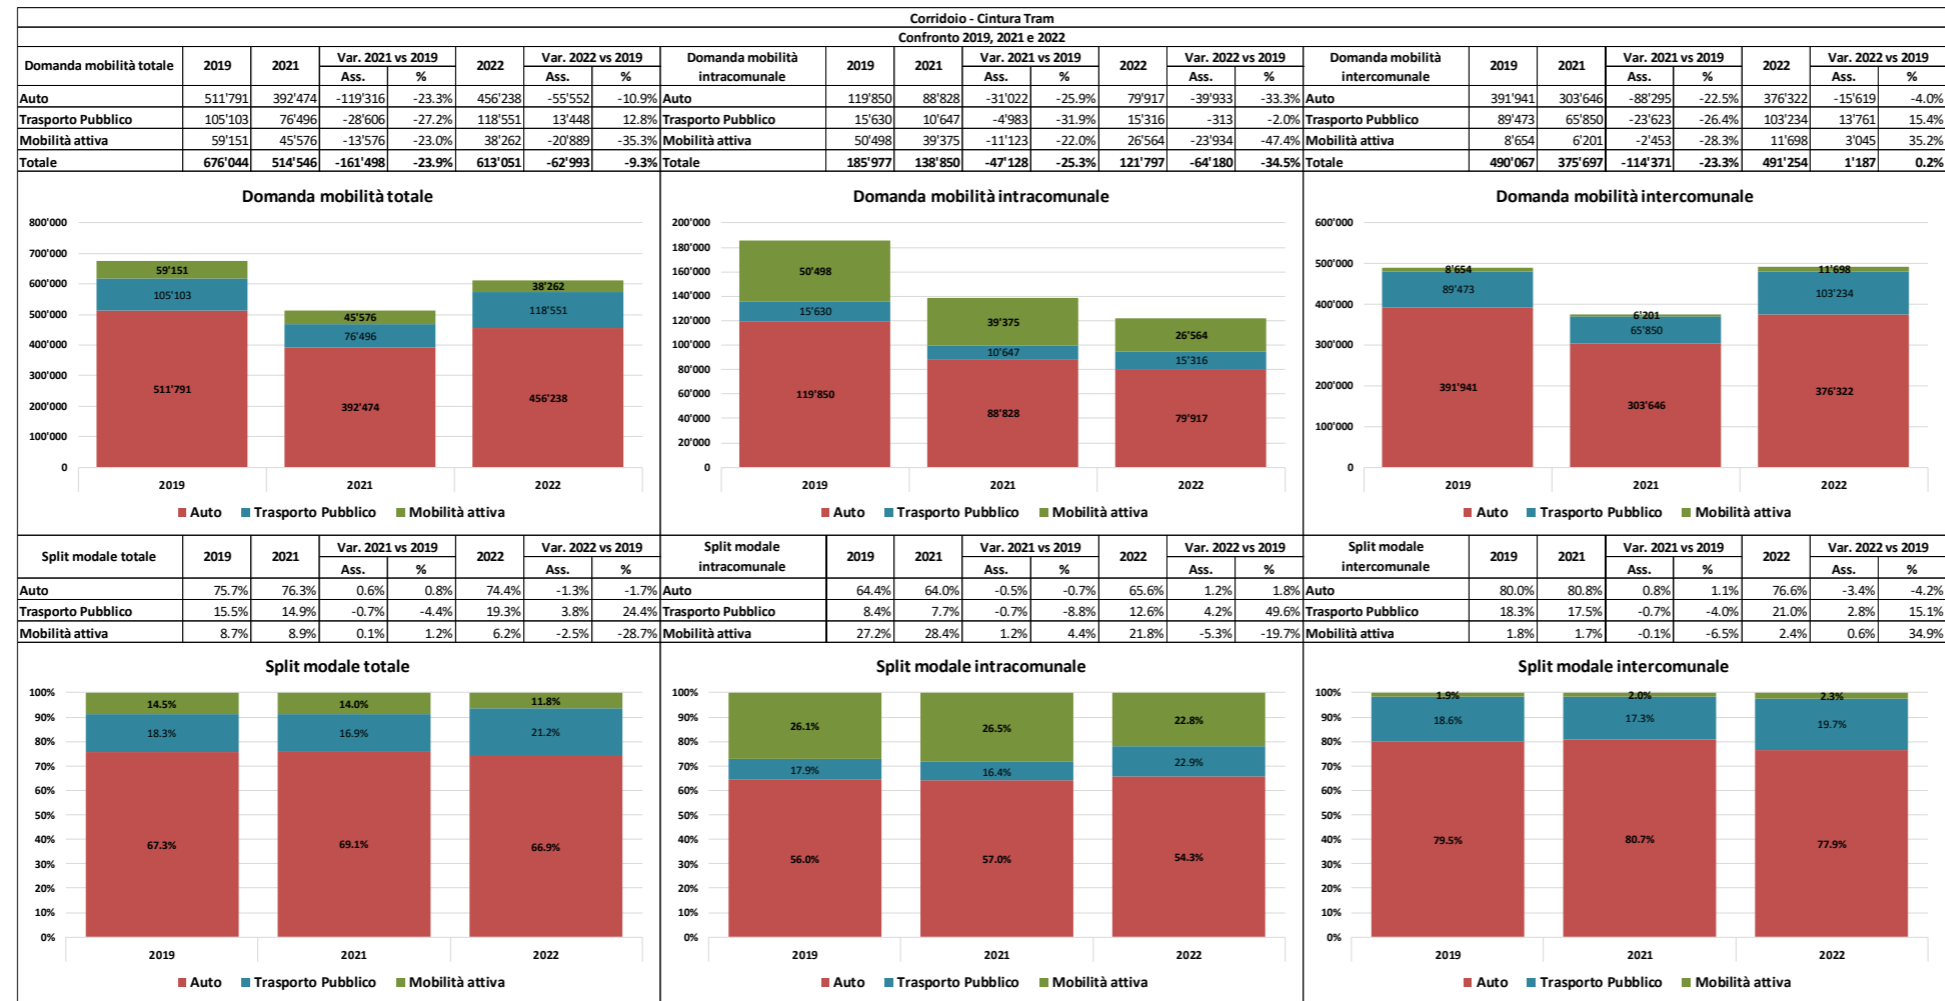 Corridoio - Cintura Tram
Confronto 2019, 2021 e 2022
Domanda mobilità totale 2019 2021 Var. 2021 vs 2019 2022 Var. 2022 vs 2019
Ass. % Ass. %
Auto 511'791 392'474 -119'316 -23.3% 456'238 -55'552 -10.9%
Trasporto Pubblico 105'103 76'496 -28'606 -27.2% 118'551 13'448 12.8%
Mobilità attiva 59'151 45'576 -13'576 -23.0% 38'262 -20'889 -35.3%
Totale 676'044 514'546 -161'498 -23.9% 613'051 -62'993 -9.3%
Domanda mobilità intracomunale 2019 2021 Var. 2021 vs 2019 2022 Var. 2022 vs 2019
Ass. % Ass. %
Auto 119'850 88'828 -31'022 -25.9% 79'917 -39'933 -33.3%
Trasporto Pubblico 15'630 10'647 -4'983 -31.9% 15'316 -313 -2.0%
Mobilità attiva 50'498 39'375 -11'123 -22.0% 26'564 -23'934 -47.4%
Totale 185'977 138'850 -47'128 -25.3% 121'797 -64'180 -34.5%
Domanda mobilità intercomunale 2019 2021 Var. 2021 vs 2019 2022 Var. 2022 vs 2019
Ass. % Ass. %
Auto 391'941 303'646 -88'295 -22.5% 376'322 -15'619 -4.0%
Trasporto Pubblico 89'473 65'850 -23'623 -26.4% 103'234 13'761 15.4%
Mobilità attiva 8'654 6'201 -2'453 -28.3% 11'698 3'045 35.2%
Totale 490'067 375'697 -114'371 -23.3% 491'254 1'187 0.2%
Domanda mobilità totale
800'000
700'000
600'000
500'000
400'000
300'000
200'000
100'000
0
59'151
105'103
511'791
45'576
76'496
392'474
38'262
118'551
456'238
2019 2021 2022
Auto Trasporto Pubblico Mobilità attiva
Domanda mobilità intracomunale
200'000
180'000
160'000
140'000
120'000
100'000
80'000
60'000
40'000
20'000
0
50'498
15'630
119'850
39'375
10'647
88'828
26'564
15'316
79'917
2019 2021 2022
Auto Trasporto Pubblico Mobilità attiva
Domanda mobilità intercomunale
600'000
500'000
400'000
300'000
200'000
100'000
0
8'654
89'473
391'941
6'201
65'850
303'646
11'698
103'234
376'322
2019 2021 2022
Auto Trasporto Pubblico Mobilità attiva
Split modale totale 2019 2021 Var. 2021 vs 2019 2022 Var. 2022 vs 2019
Ass. % Ass. %
Auto 75.7% 76.3% 0.6% 0.8% 74.4% -1.3% -1.7%
Trasporto Pubblico 15.5% 14.9% -0.7% -4.4% 19.3% 3.8% 24.4%
Mobilità attiva 8.7% 8.9% 0.1% 1.2% 6.2% -2.5% -28.7%
Split modale intracomunale 2019 2021 Var. 2021 vs 2019 2022 Var. 2022 vs 2019
Ass. % Ass. %
Auto 64.4% 64.0% -0.5% -0.7% 65.6% 1.2% 1.8%
Trasporto Pubblico 8.4% 7.7% -0.7% -8.8% 12.6% 4.2% 49.6%
Mobilità attiva 27.2% 28.4% 1.2% 4.4% 21.8% -5.3% -19.7%
Split modale intercomunale 2019 2021 Var. 2021 vs 2019 2022 Var. 2022 vs 2019
Ass. % Ass. %
Auto 80.0% 80.8% 0.8% 1.1% 76.6% -3.4% -4.2%
Trasporto Pubblico 18.3% 17.5% -0.7% -4.0% 21.0% 2.8% 15.1%
Mobilità attiva 1.8% 1.7% -0.1% -6.5% 2.4% 0.6% 34.9%
Split modale totale
100%
90%
80%
70%
60%
50%
40%
30%
20%
10%
0%
14.5%
18.3%
67.3%
14.0%
16.9%
69.1%
11.8%
21.2%
66.9%
2019 2021 2022
Auto Trasporto Pubblico Mobilità attiva
Split modale intracomunale
100%
90%
80%
70%
60%
50%
40%
30%
20%
10%
0%
26.1%
17.9%
56.0%
26.5%
16.4%
57.0%
22.8%
22.9%
54.3%
2019 2021 2022
Auto Trasporto Pubblico Mobilità attiva
Split modale intercomunale
100%
90%
80%
70%
60%
50%
40%
30%
20%
10%
0%
1.9%
18.6%
79.5%
2.0%
17.3%
80.7%
2.3%
19.7%
77.9%
2019 2021 2022
Auto Trasporto Pubblico Mobilità attiva